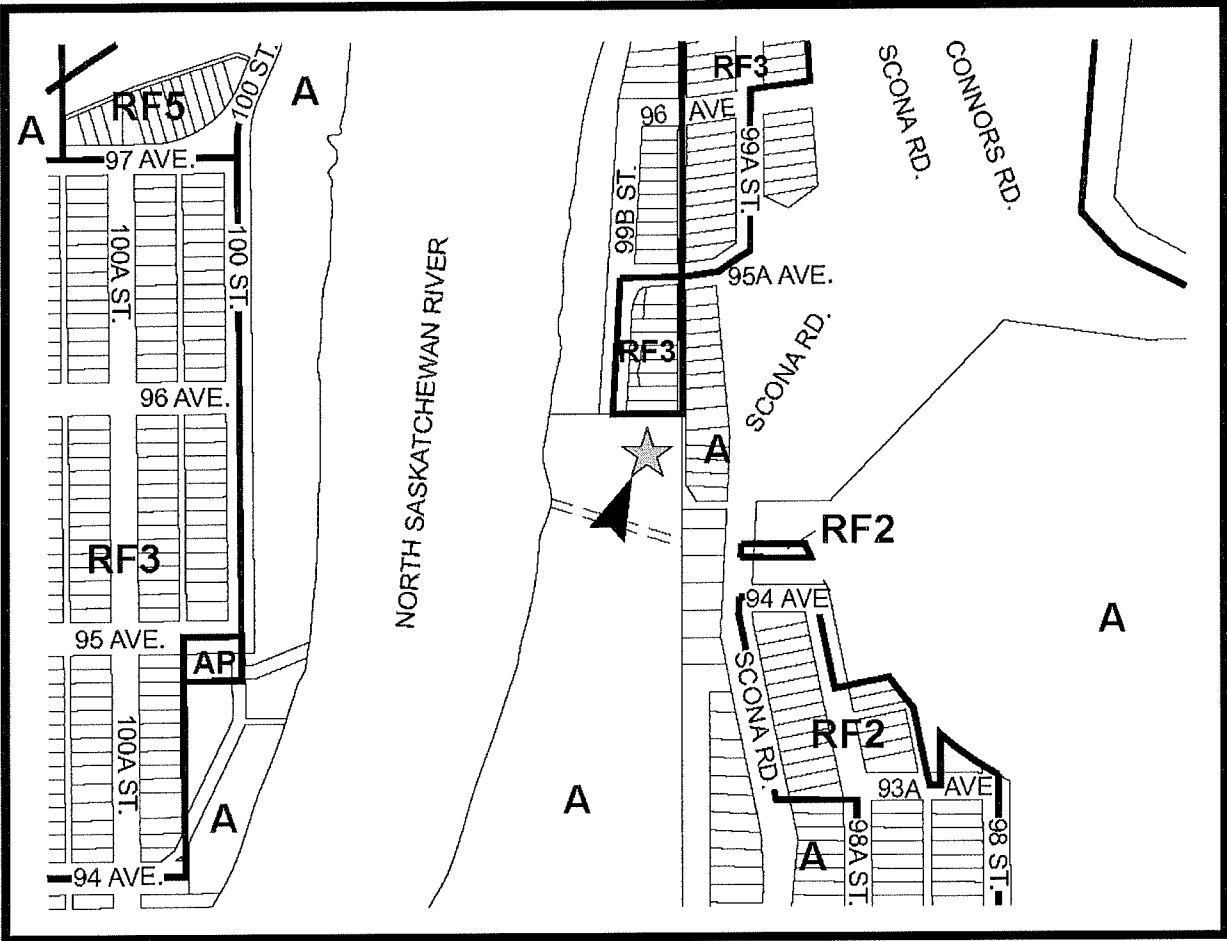 RF5
100 ST.
A
A
97 AVE.
100A ST.
100 ST.
96 AVE.
RF3
95 AVE.
AP
100A ST.
A
94 AVE.
NORTH SASKATCHEWAN RIVER
RF3
96 AVE
99B ST.
99A ST.
SCONA RD.
CONNORS RD.
95A AVE.
RF3
SCONA RD.
A
RF2
94 AVE
A
SCONA RD.
RF2
93A AVE
A
A
98A ST.
98 ST.